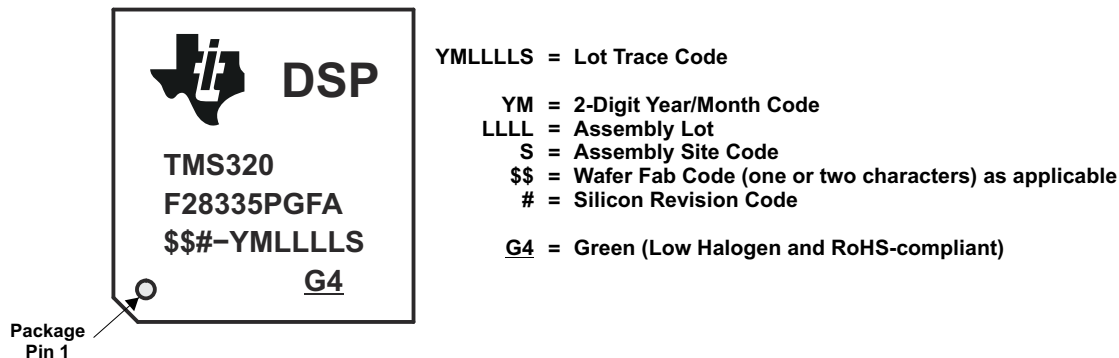 DSP
TMS320
F28335PGFA
$$#−YMLLLLS
G4
Package
Pin 1
YMLLLLS = Lot Trace Code
YM = 2-Digit Year/Month Code
LLLL = Assembly Lot
S = Assembly Site Code
$$ = Wafer Fab Code (one or two characters) as applicable
# = Silicon Revision Code
G4 = Green (Low Halogen and RoHS-compliant)